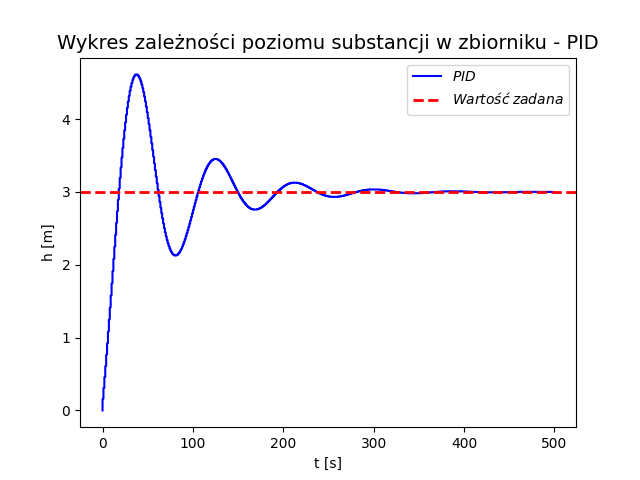 Wykres zależności poziomu substancji w zbiorniku - PID
PID
Wartość zadana
h [m]
4
3
2
1
0
0 100 200 300 400 500
t [s]